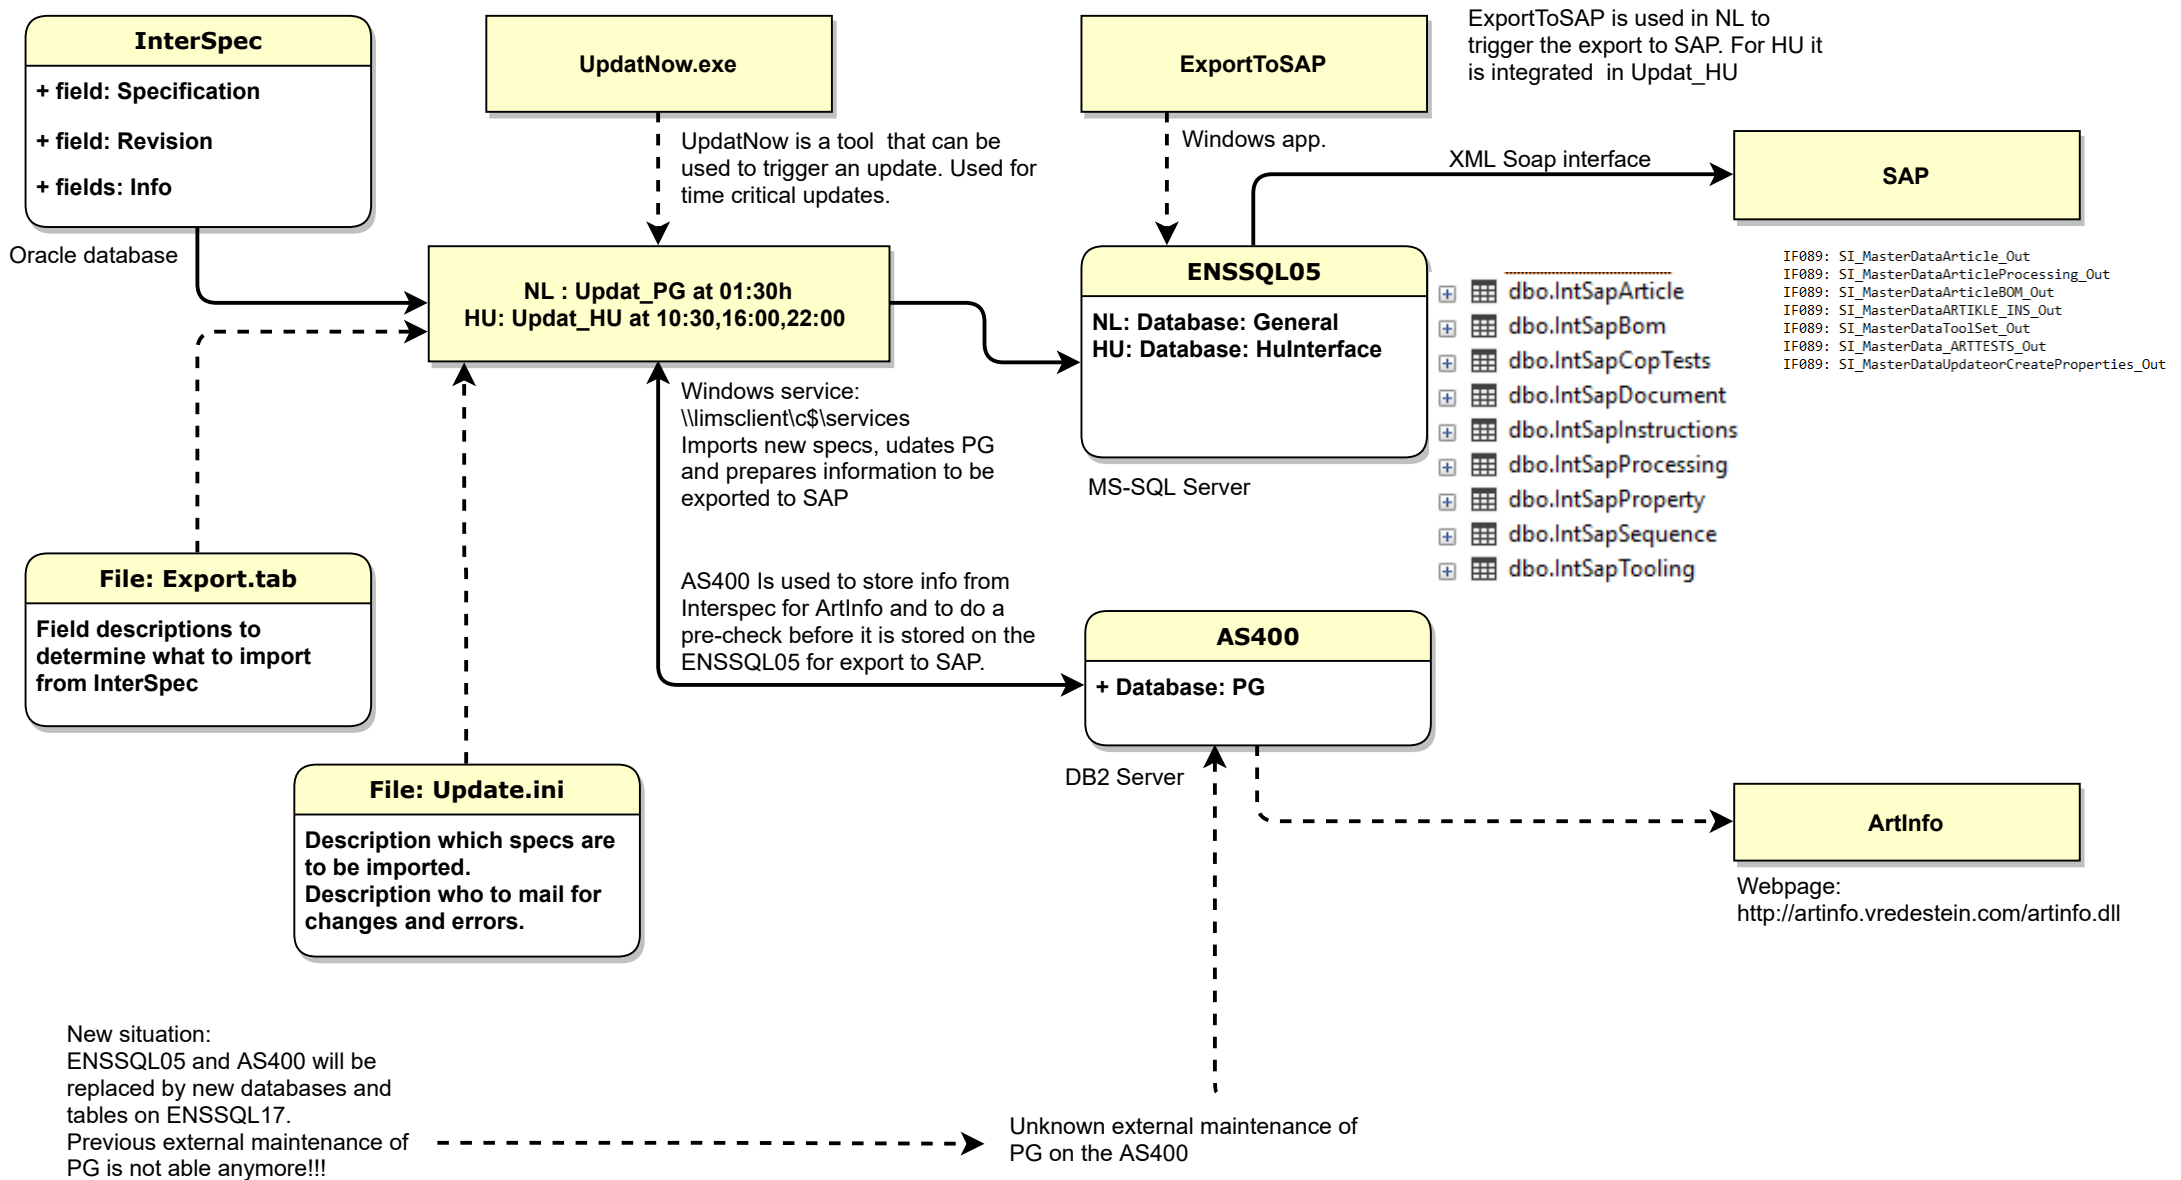 InterSpec
+ field: Specification
+ field: Revision
+ fields: Info
Oracle database
UpdatNow.exe
UpdatNow is a tool  that can be
used to trigger an update. Used for
time critical updates.
ExportToSAP
Windows app.
ExportToSAP is used in NL to
trigger the export to SAP. For HU it
is integrated  in Updat_HU
XML Soap interface
SAP
IF089: SI_MasterDataArticle_Out
IF089: SI_MasterDataArticleProcessing_Out
IF089: SI_MasterDataArticleBOM_Out
IF089: SI_MasterDataARTIKLE_INS_Out
IF089: SI_MasterDataToolSet_Out
IF089: SI_MasterData_ARTTESTS_Out
IF089: SI_MasterDataUpdateorCreateProperties_Out
NL : Updat_PG at 01:30h
HU: Updat_HU at 10:30,16:00,22:00
Windows service:
\\limsclient\c$\services
Imports new specs, udates PG
and prepares information to be
exported to SAP
ENSSQL05
NL: Database: General
HU: Database: HuInterface
MS-SQL Server
dbo.IntSapArticle
dbo.IntSapBom
dbo.IntSapCopTests
dbo.IntSapDocument
dbo.IntSapInstructions
dbo.IntSapProcessing
dbo.IntSapProperty
dbo.IntSapSequence
dbo.IntSapTooling
File: Export.tab
Field descriptions to
determine what to import
from InterSpec
AS400 Is used to store info from
Interspec for ArtInfo and to do a
pre-check before it is stored on the
ENSSQL05 for export to SAP.
AS400
+ Database: PG
DB2 Server
File: Update.ini
Description which specs are
to be imported.
Description who to mail for
changes and errors.
ArtInfo
Webpage:
http://artinfo.vredestein.com/artinfo.dll
New situation:
ENSSQL05 and AS400 will be
replaced by new databases and
tables on ENSSQL17.
Previous external maintenance of
PG is not able anymore!!!
Unknown external maintenance of
PG on the AS400